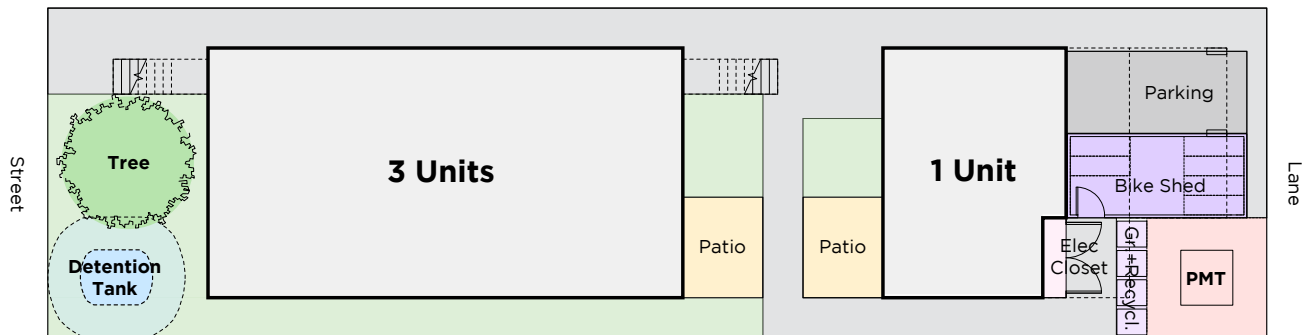 Street
Tree
Detention
Tank
3 Units
Patio
Patio
1 Unit
Parking
Bike Shed
Elec
Closet
Gr.+Recycl.
PMT
Lane